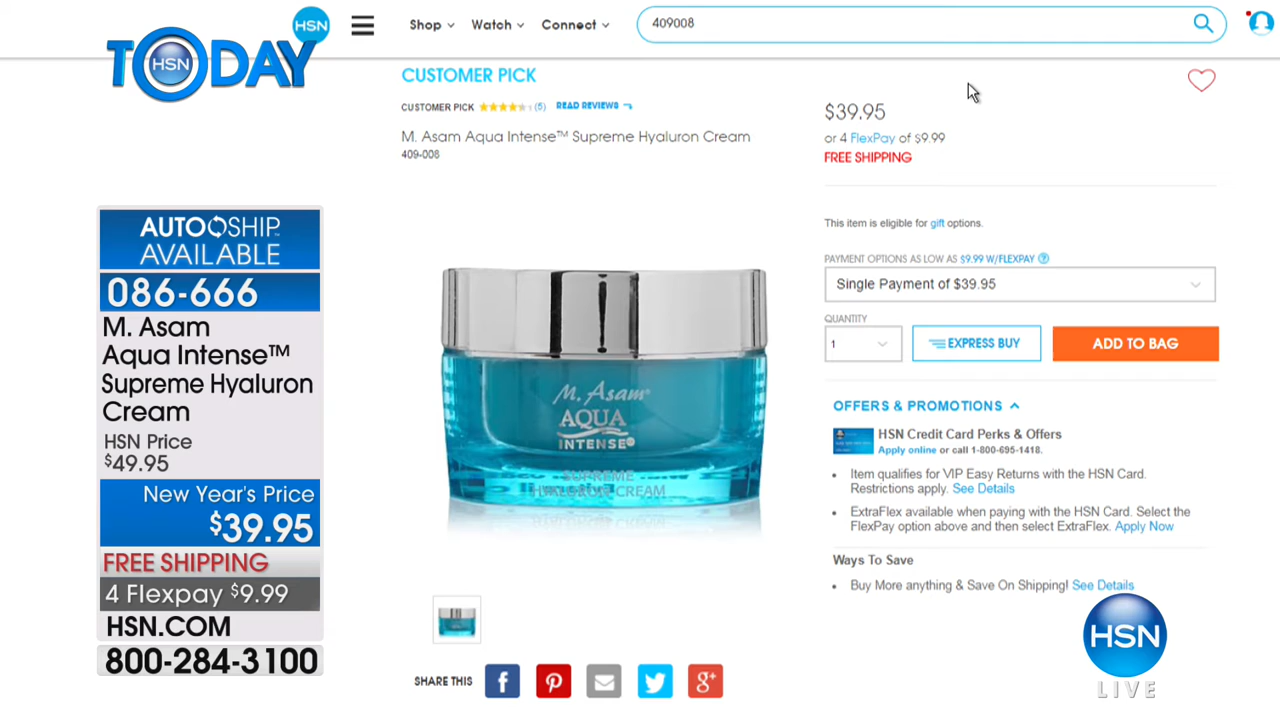 HSN
TODAY
HSN
Shop
Watch
Connect
409008
CUSTOMER PICK
CUSTOMER PICK
(5)
READ REVIEWS
M. Asam Aqua Intense™ Supreme Hyaluron Cream
409-008
$39.95
or 4 FlexPay of $9.99
FREE SHIPPING
This item is eligible for gift options.
PAYMENT OPTIONS AS LOW AS $9.99 W/FLEXPAY ?
Single Payment of $39.95
QUANTITY
1
EXPRESS BUY
ADD TO BAG
OFFERS & PROMOTIONS
HSN Credit Card Perks & Offers
Apply online or call 1-800-695-1418.
Item qualifies for VIP Easy Returns with the HSN Card.
Restrictions apply. See Details
ExtraFlex available when paying with the HSN Card. Select the
FlexPay option above and then select ExtraFlex. Apply Now
Ways To Save
Buy More anything & Save On Shipping! See Details
M. Asam®
AQUA
INTENSE
SUPREME
HYALURON CREAM
SHARE THIS
AUTOSHIP
AVAILABLE
086-666
M. Asam
Aqua Intense™
Supreme Hyaluron
Cream
HSN Price
$49.95
New Year's Price
$39.95
FREE SHIPPING
4 Flexpay $9.99
HSN.COM
800-284-3100
HSN
LIVE